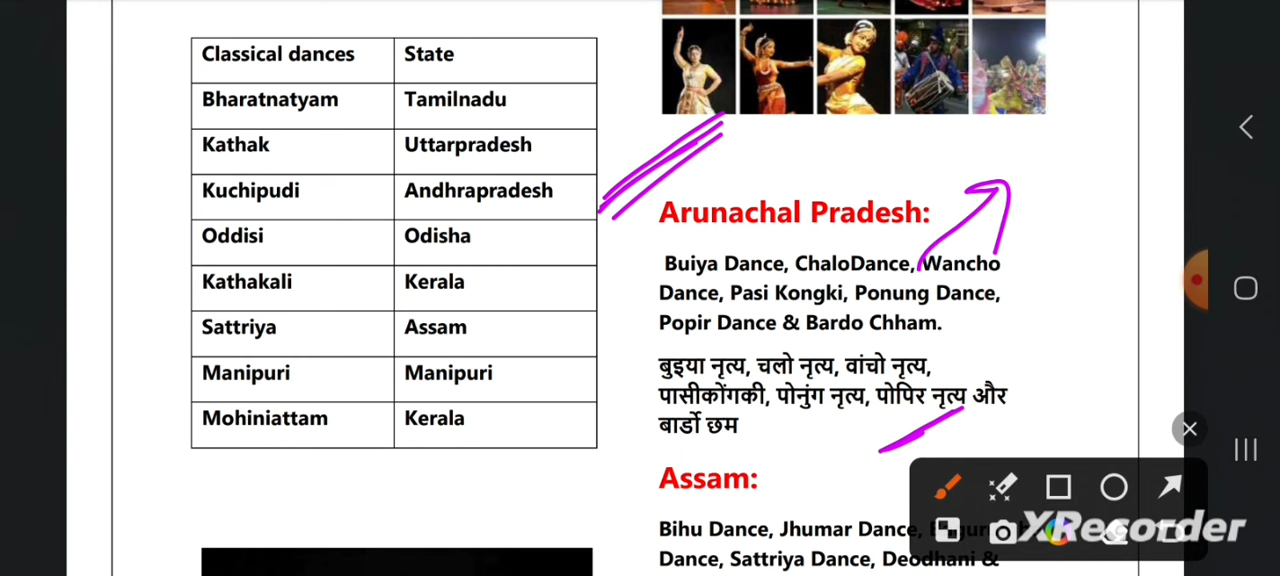 Classical dances State
Bharatnatyam Tamilnadu
Kathak Uttarpradesh
Kuchipudi Andhrapradesh
Oddisi Odisha
Kathakali Kerala
Sattriya Assam
Manipuri Manipuri
Mohiniattam Kerala
Arunachal Pradesh:
Buiya Dance, ChaloDance, Wancho
Dance, Pasi Kongki, Ponung Dance,
Popir Dance & Bardo Chham.
बुइया नृत्य, चलो नृत्य, वांचो नृत्य,
पासीकोंगकी, पोनुंग नृत्य, पोपिर नृत्य और
बार्डो छम
Assam:
Bihu Dance, Jhumar Dance,
Dance, Sattriya Dance, Deodhani &
XRecorder